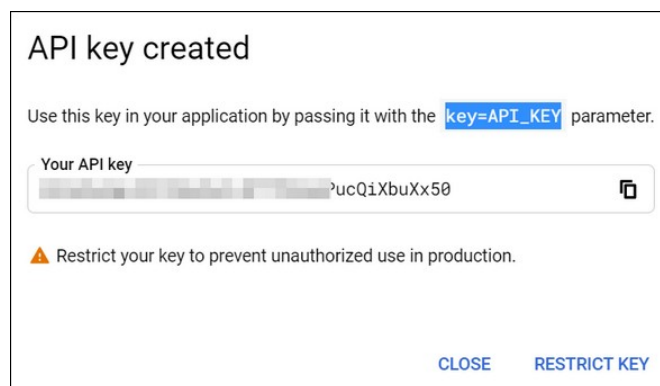 API key created
Use this key in your application by passing it with the key=API_KEY parameter.
Your API key
PucQiXbuXx50
Restrict your key to prevent unauthorized use in production.
CLOSE RESTRICT KEY